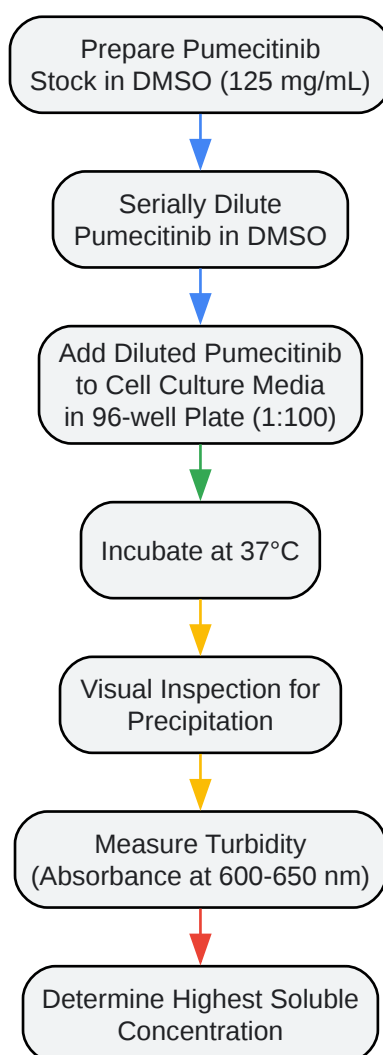 Prepare Pumecitinib
Stock in DMSO (125 mg/mL)
Serially Dilute
Pumecitinib in DMSO
Add Diluted Pumecitinib
to Cell Culture Media
in 96-well Plate (1:100)
Incubate at 37°C
Visual Inspection for
Precipitation
Measure Turbidity
(Absorbance at 600-650 nm)
Determine Highest Soluble
Concentration